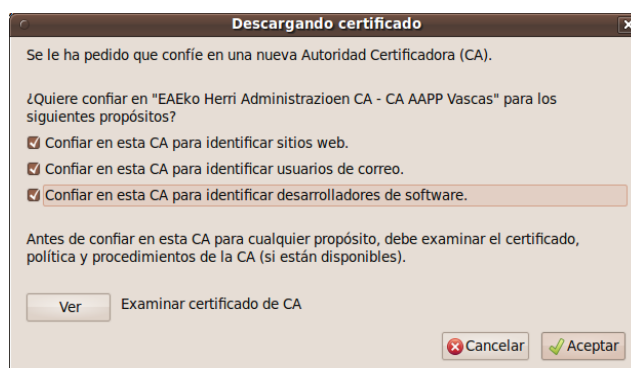 Descargando certificado
Se le ha pedido que confíe en una nueva Autoridad Certificadora (CA).
¿Quiere confiar en "EAEko Herri Administrazioen CA - CA AAPP Vascas" para los
siguientes propósitos?
Confiar en esta CA para identificar sitios web.
Confiar en esta CA para identificar usuarios de correo.
Confiar en esta CA para identificar desarrolladores de software.
Antes de confiar en esta CA para cualquier propósito, debe examinar el certificado,
política y procedimientos de la CA (si están disponibles).
Ver Examinar certificado de CA
Cancelar Aceptar